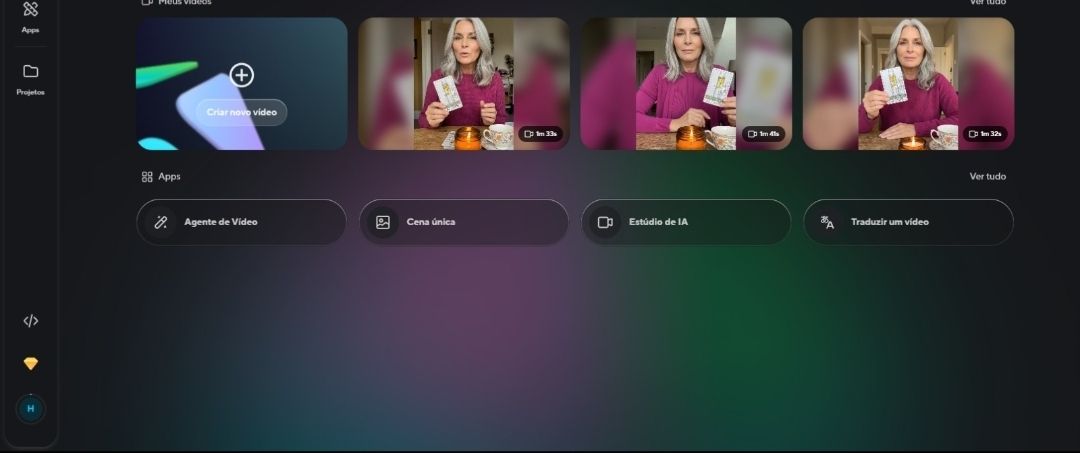 Meus vídeos
Ver tudo
Apps
Projetos
Criar novo vídeo
1m 33s
1m 41s
1m 32s
Apps
Ver tudo
Agente de Vídeo
Cena única
Estúdio de IA
Traduzir um vídeo
H